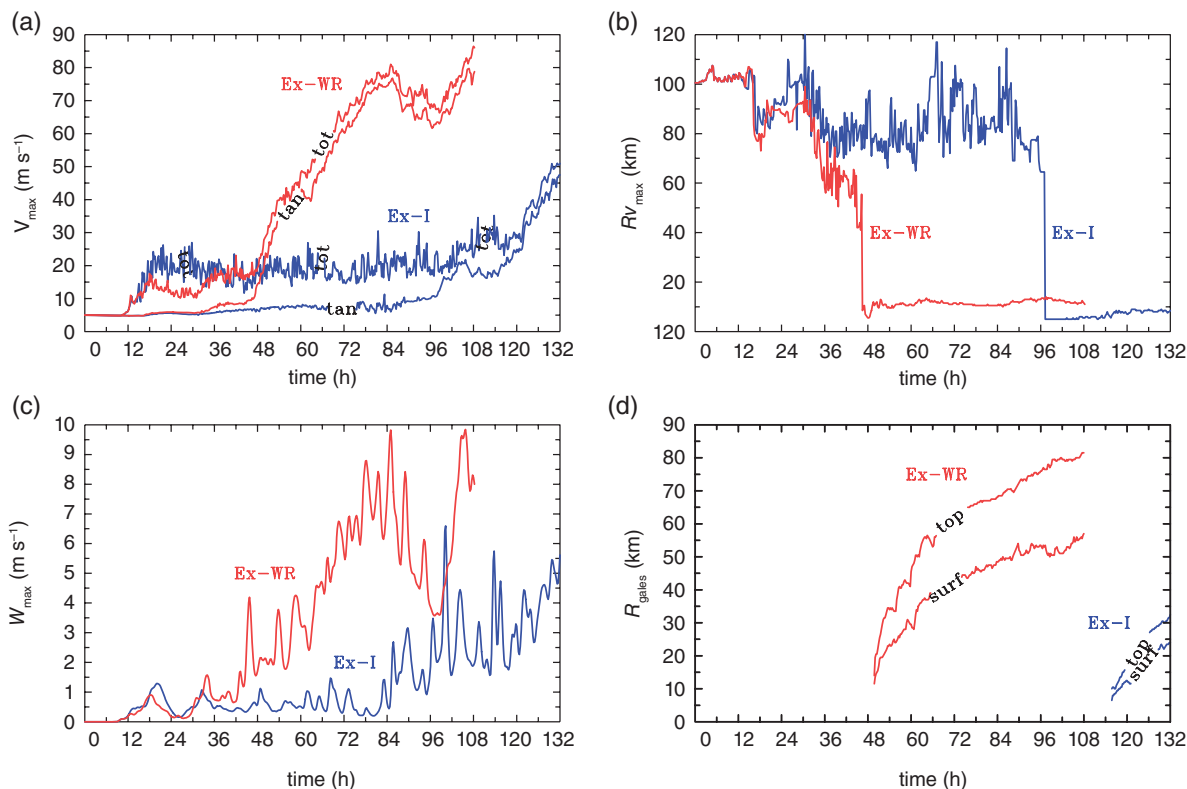 (a)
90
80
70
60
50
40
30
20
10
0
V max (m s⁻¹)
Ex-WR
tot
tan
Ex-I
tot
tot
tot
tan
0 12 24 36 48 60 72 84 96 108 120 132
time (h)
(b)
120
100
80
60
40
20
120
Rv max (km)
Ex-WR
Ex-I
0 12 24 36 48 60 72 84 96 108 120 132
time (h)
(c)
10
9
8
7
6
5
4
3
2
1
0
W max (m s⁻¹)
Ex-WR
Ex-I
0 12 24 36 48 60 72 84 96 108 120 132
time (h)
(d)
90
80
70
60
50
40
30
20
10
0
R gales (km)
Ex-WR
top
surf
Ex-I
top
surf
0 12 24 36 48 60 72 84 96 108 120 132
time (h)